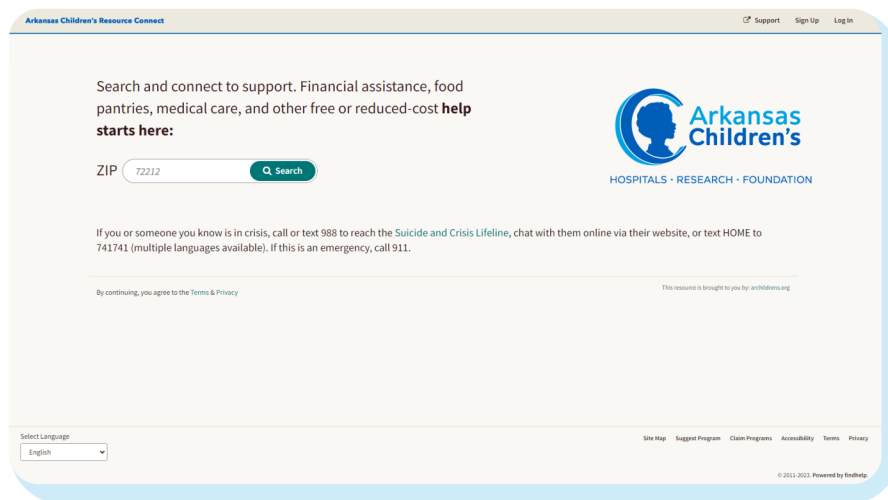 Arkansas Children's Resource Connect
Support Sign Up Log In
Search and connect to support. Financial assistance, food
pantries, medical care, and other free or reduced-cost help
starts here:
ZIP 72212 Search
Arkansas
Children's
HOSPITALS · RESEARCH · FOUNDATION
If you or someone you know is in crisis, call or text 988 to reach the Suicide and Crisis Lifeline, chat with them online via their website, or text HOME to
741741 (multiple languages available). If this is an emergency, call 911.
By continuing, you agree to the Terms & Privacy
This resource is brought to you by: archildrens.org
Select Language
English
Site Map Suggest Program Claim Programs Accessibility Terms Privacy
© 2011-2023. Powered by findhelp.